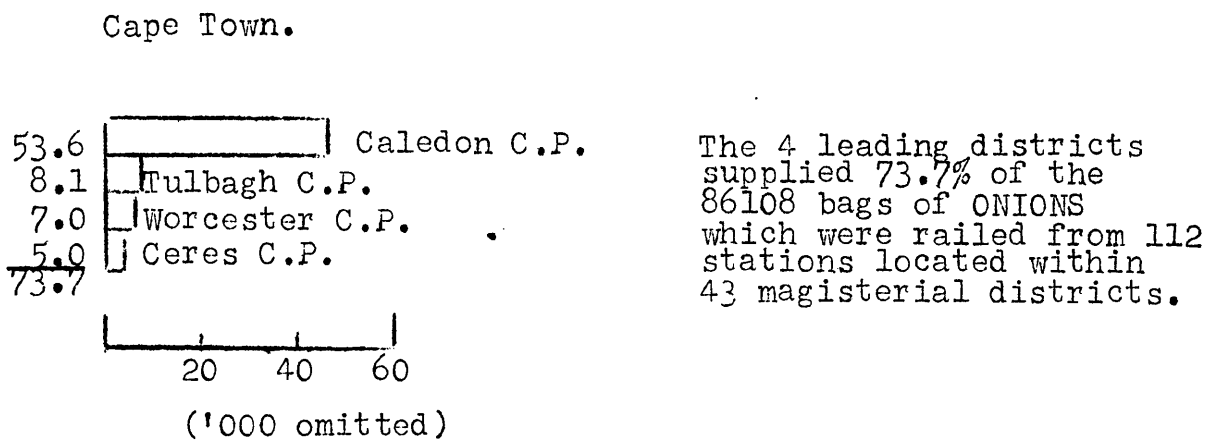 Cape Town.
53.6 Caledon C.P.
8.1 Tulbagh C.P.
7.0 Worcester C.P.
5.0 Ceres C.P.
73.7
20 40 60
('000 omitted)
The 4 leading districts
supplied 73.7% of the
86108 bags of ONIONS
which were railed from 112
stations located within
43 magisterial districts.